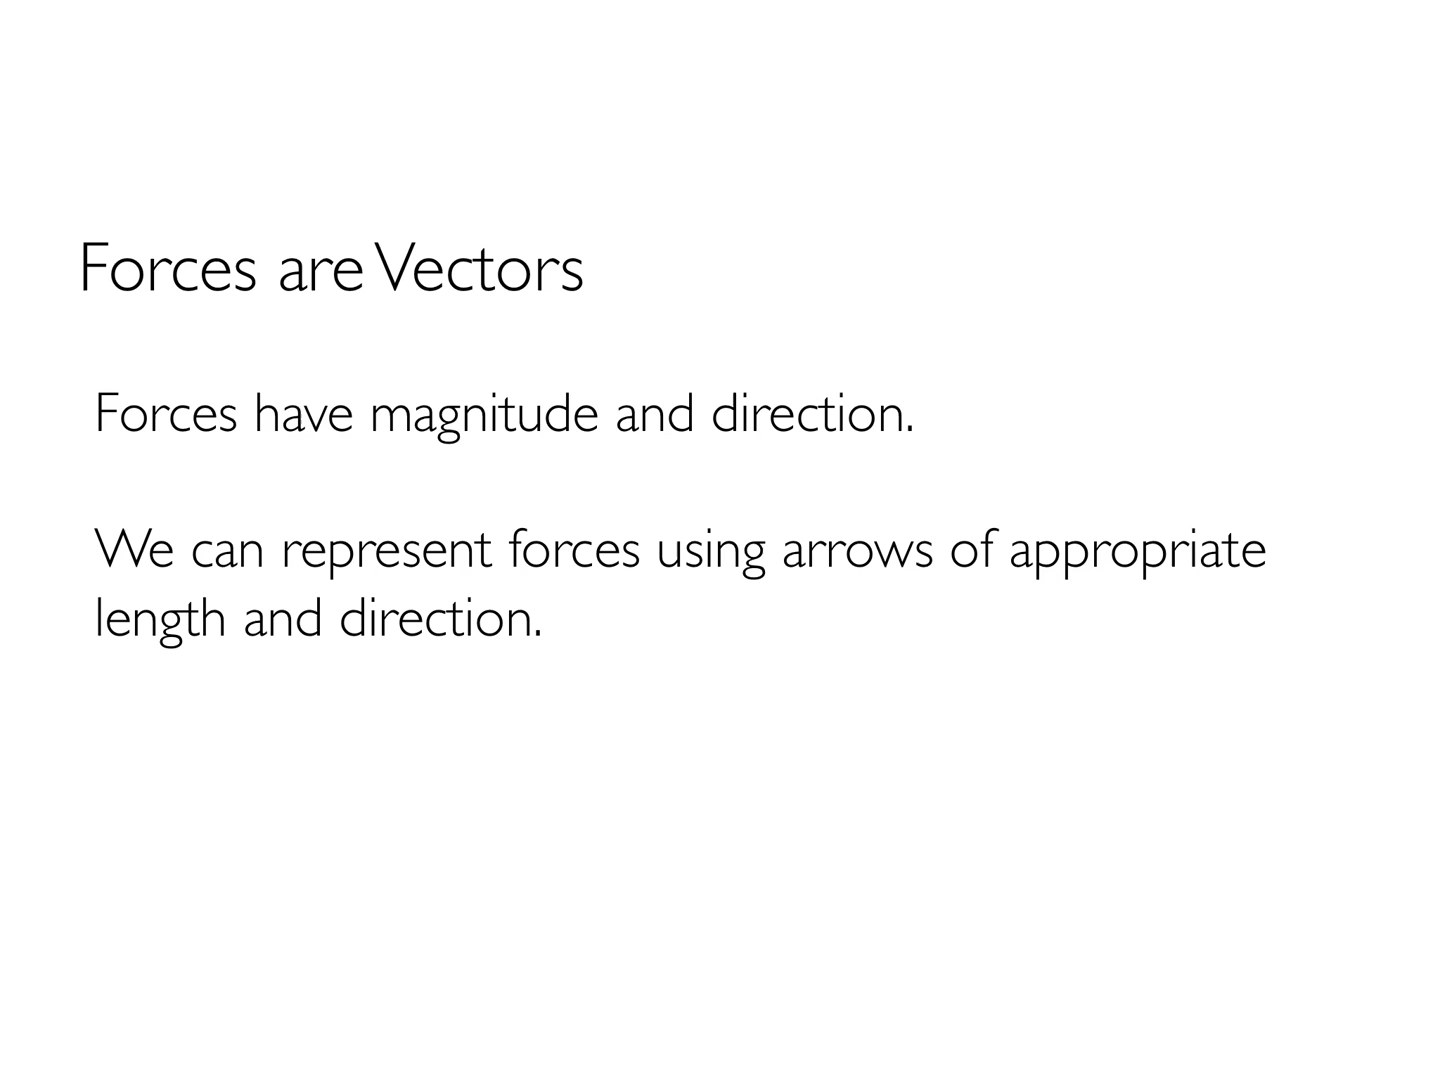 Forces are Vectors
Forces have magnitude and direction.
We can represent forces using arrows of appropriate
length and direction.